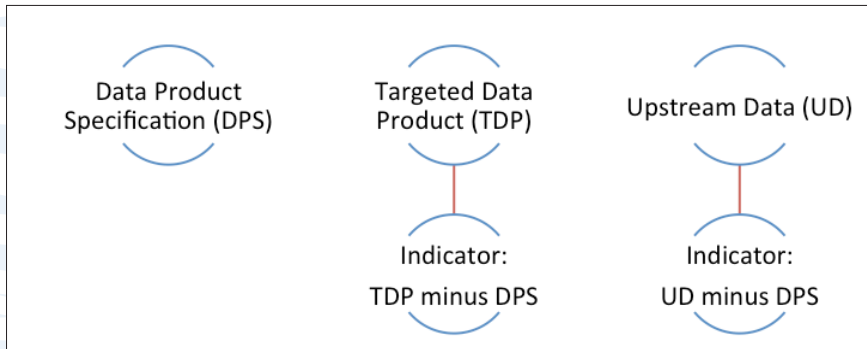 Data Product
Specification (DPS)
Targeted Data
Product (TDP)
Upstream Data (UD)
Indicator:
TDP minus DPS
Indicator:
UD minus DPS